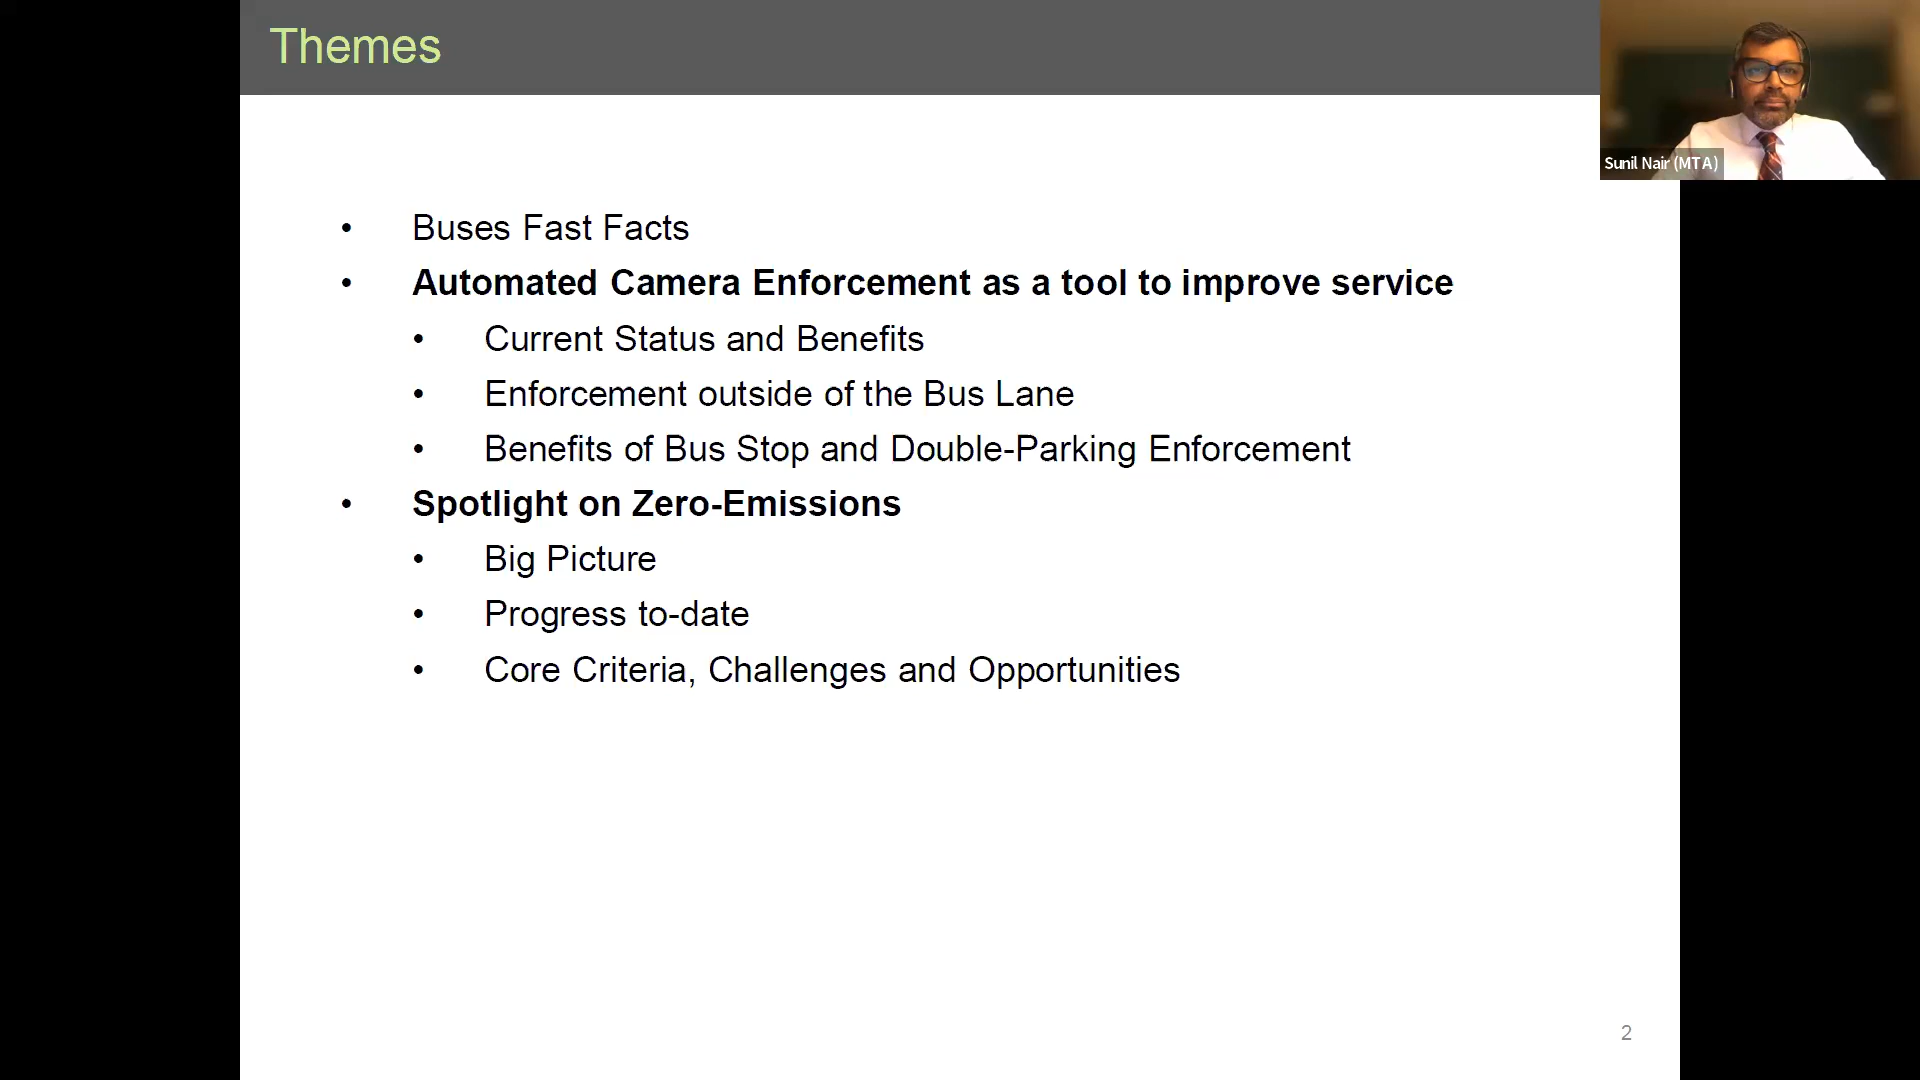 Themes
Sunil Nair (MTA)
• Buses Fast Facts
• Automated Camera Enforcement as a tool to improve service
• Current Status and Benefits
• Enforcement outside of the Bus Lane
• Benefits of Bus Stop and Double-Parking Enforcement
• Spotlight on Zero-Emissions
• Big Picture
• Progress to-date
• Core Criteria, Challenges and Opportunities
2